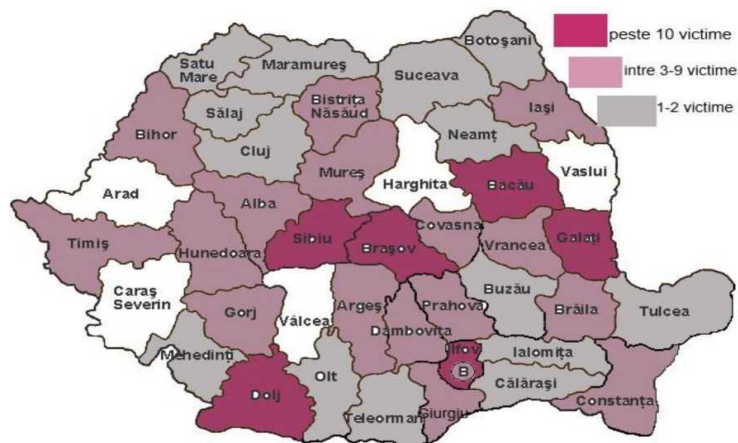 peste 10 victime
intre 3-9 victime
1-2 victime
Botoşani
Satu
Mare
Maramureş
Suceava
Sălaj
Bistriţa
Năsăud
Iaşi
Bihor
Cluj
Neamţ
Mureş
Vaslui
Harghita
Bacău
Arad
Alba
Timiş
Hunedoara
Sibiu
Braşov
Covasna
Vrancea
Galaţi
Caraş
Severin
Gorj
Vâlcea
Argeş
Prahova
Buzău
Brăila
Tulcea
Dambovița
Mehedinți
Ilfov
Ialomiţa
B
Dolj
Olt
Călăraşi
Teleorman
Giurgiu
Constanţa